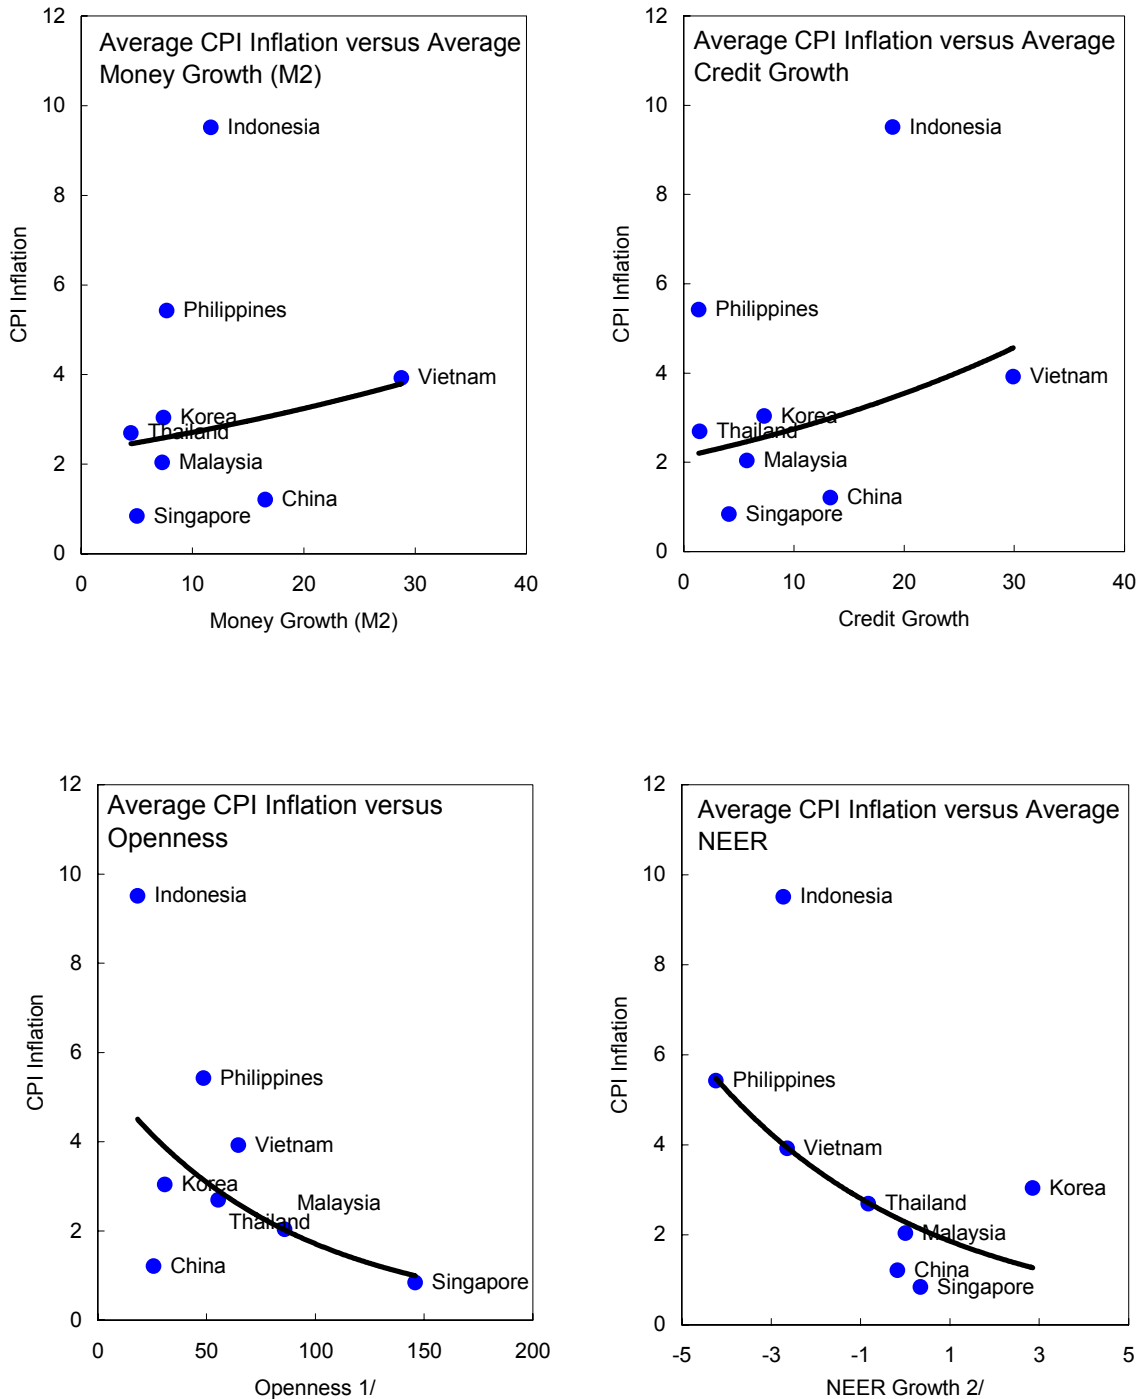 Average CPI Inflation versus Average
Money Growth (M2)
12
10
8
6
4
2
0
CPI Inflation
Indonesia
Philippines
Vietnam
Korea
Thailand
Malaysia
China
Singapore
0 10 20 30 40
Money Growth (M2)
Average CPI Inflation versus Average
Credit Growth
12
10
8
6
4
2
0
CPI Inflation
Indonesia
Philippines
Vietnam
Korea
Thailand
Malaysia
China
Singapore
0 10 20 30 40
Credit Growth
Average CPI Inflation versus
Openness
12
10
8
6
4
2
0
CPI Inflation
Indonesia
Philippines
Vietnam
Korea
Malaysia
Thailand
China
Singapore
0 50 100 150 200
Openness 1/
Average CPI Inflation versus Average
NEER
12
10
8
6
4
2
0
CPI Inflation
Indonesia
Philippines
Vietnam
Korea
Thailand
Malaysia
China
Singapore
-5 -3 -1 1 3 5
NEER Growth 2/